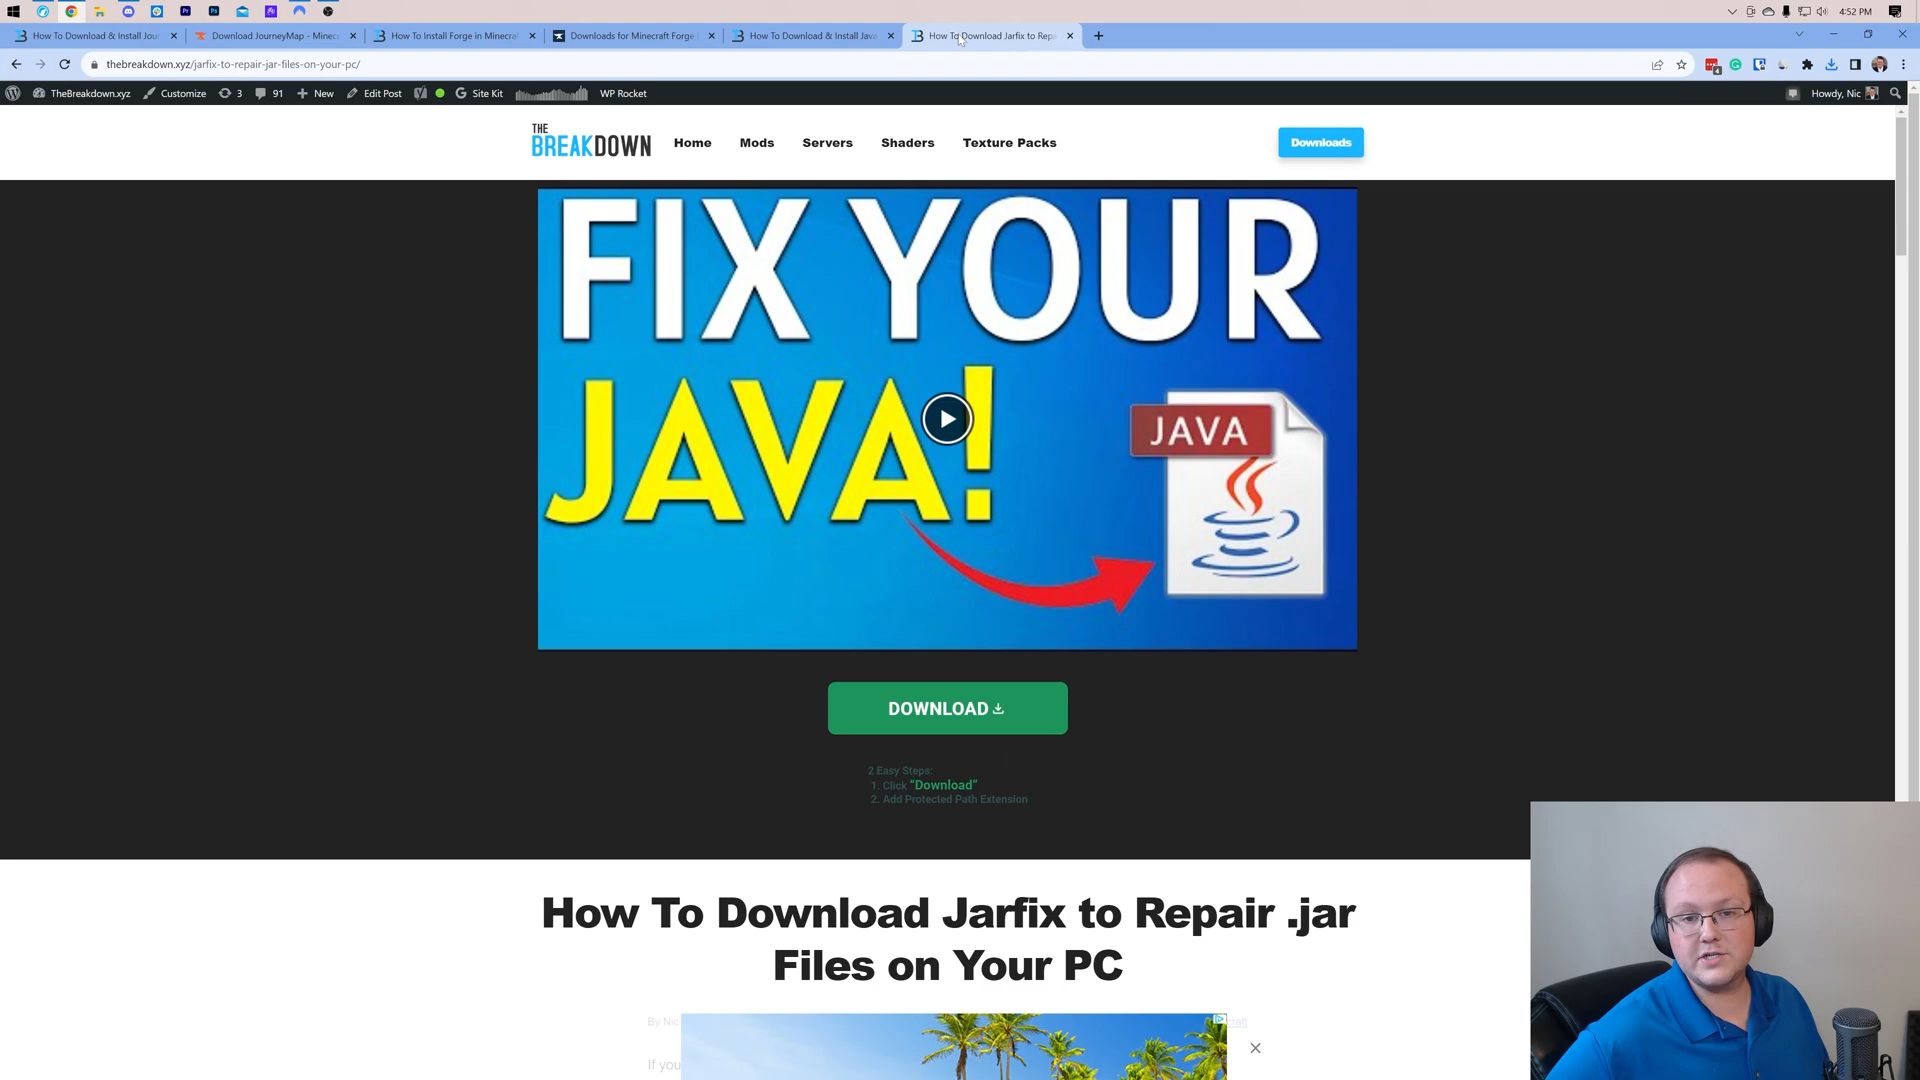 4:52 PM
How To Download & Install Jour
Download JourneyMap - Minec
How To Install Forge in Minecra
Downloads for Minecraft Forge
How To Download & Install Java
How To Download Jarfix to Repa
thebreakdown.xyz/jarfix-to-repair-jar-files-on-your-pc/
TheBreakdown.xyz
Customize
3
91
New
Edit Post
Site Kit
WP Rocket
Howdy, Nic
THE
BREAKDOWN
Home
Mods
Servers
Shaders
Texture Packs
Downloads
FIX YOUR
JAVA!
JAVA
DOWNLOAD
2 Easy Steps:
1. Click “Download”
2. Add Protected Path Extension
How To Download Jarfix to Repair .jar
Files on Your PC
By Nic
If you